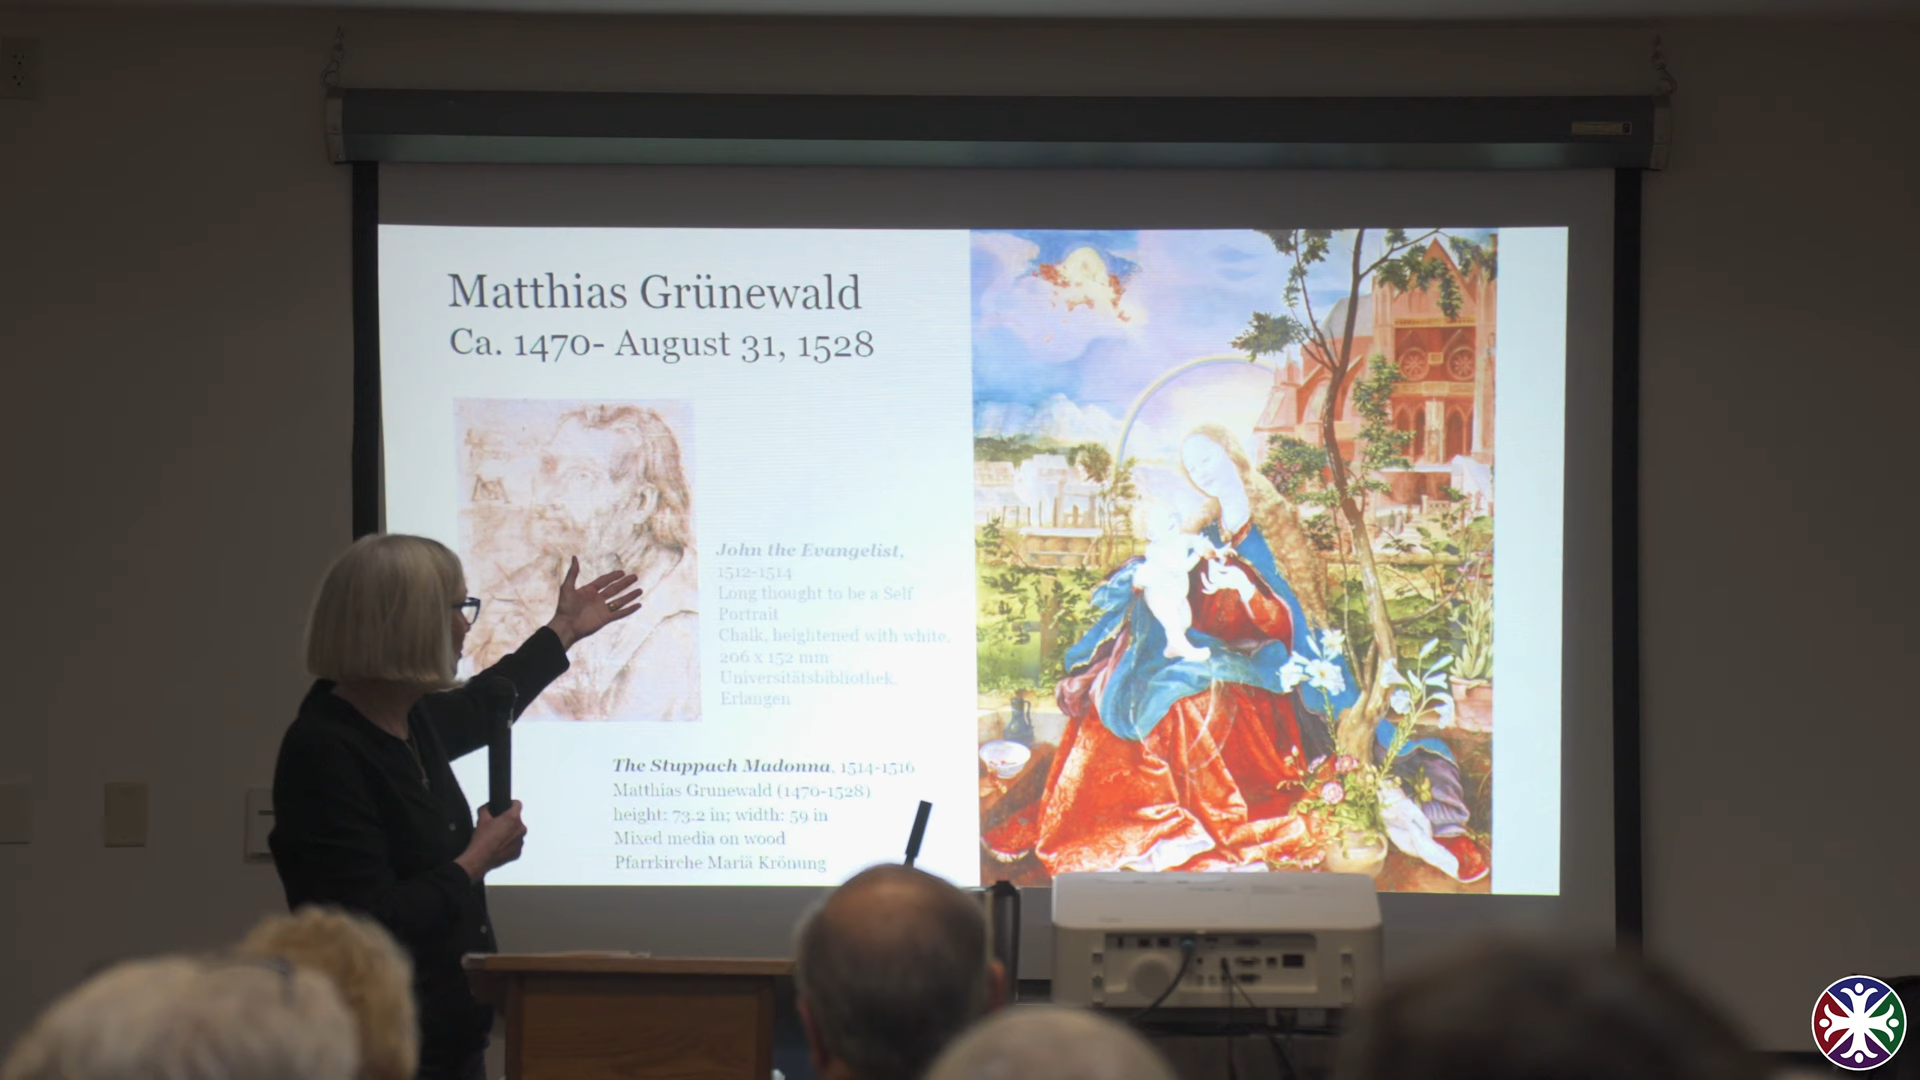 Matthias Grünewald
Ca. 1470- August 31, 1528
John the Evangelist,
1512-1514
Long thought to be a Self
Portrait
Chalk, heightened with white,
206 x 152 mm
Universitätsbibliothek,
Erlangen
The Stuppach Madonna, 1514-1516
Matthias Grunewald (1470-1528)
height: 73.2 in; width: 59 in
Mixed media on wood
Pfarrkirche Mariä Krönung